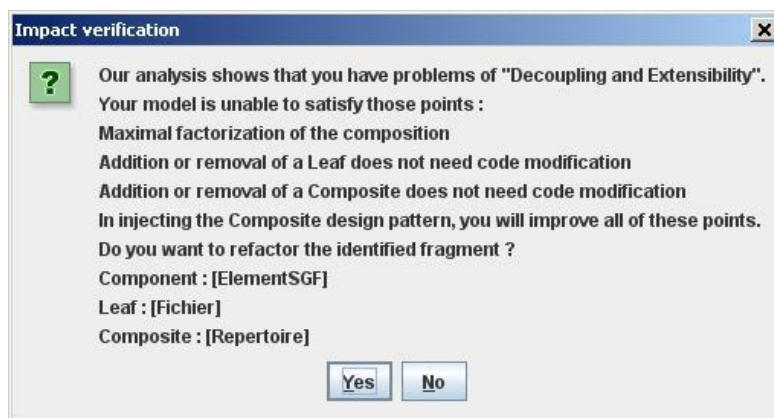 Impact verification
Our analysis shows that you have problems of "Decoupling and Extensibility".
Your model is unable to satisfy those points :
Maximal factorization of the composition
Addition or removal of a Leaf does not need code modification
Addition or removal of a Composite does not need code modification
In injecting the Composite design pattern, you will improve all of these points.
Do you want to refactor the identified fragment ?
Component : [ElementSGF]
Leaf : [Fichier]
Composite : [Repertoire]
Yes No